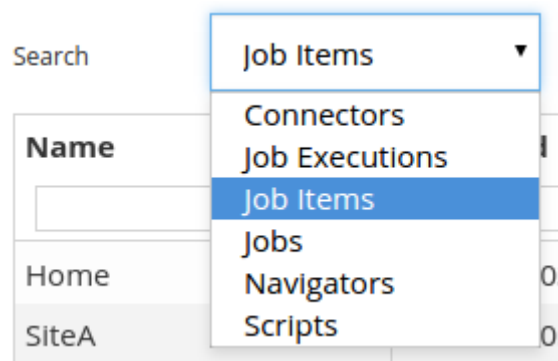 Search
Job Items
Connectors
Name
Job Executions
Job Items
Jobs
Home
Navigators
SiteA
Scripts